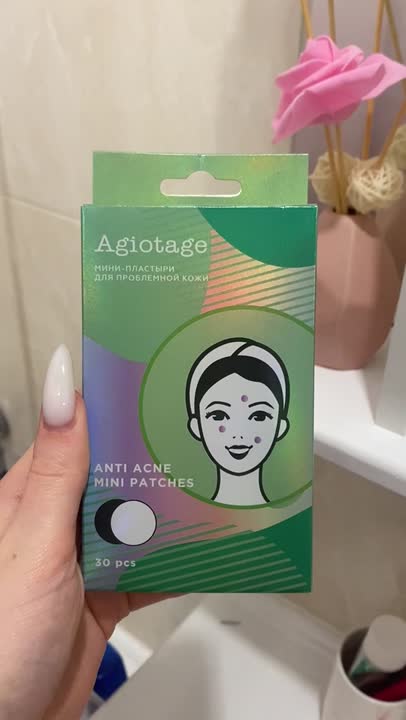 Agiotage
МИНИ-ПЛАСТЫРИ
ДЛЯ ПРОБЛЕМНОЙ КОЖИ
ANTI ACNE
MINI PATCHES
30 pcs